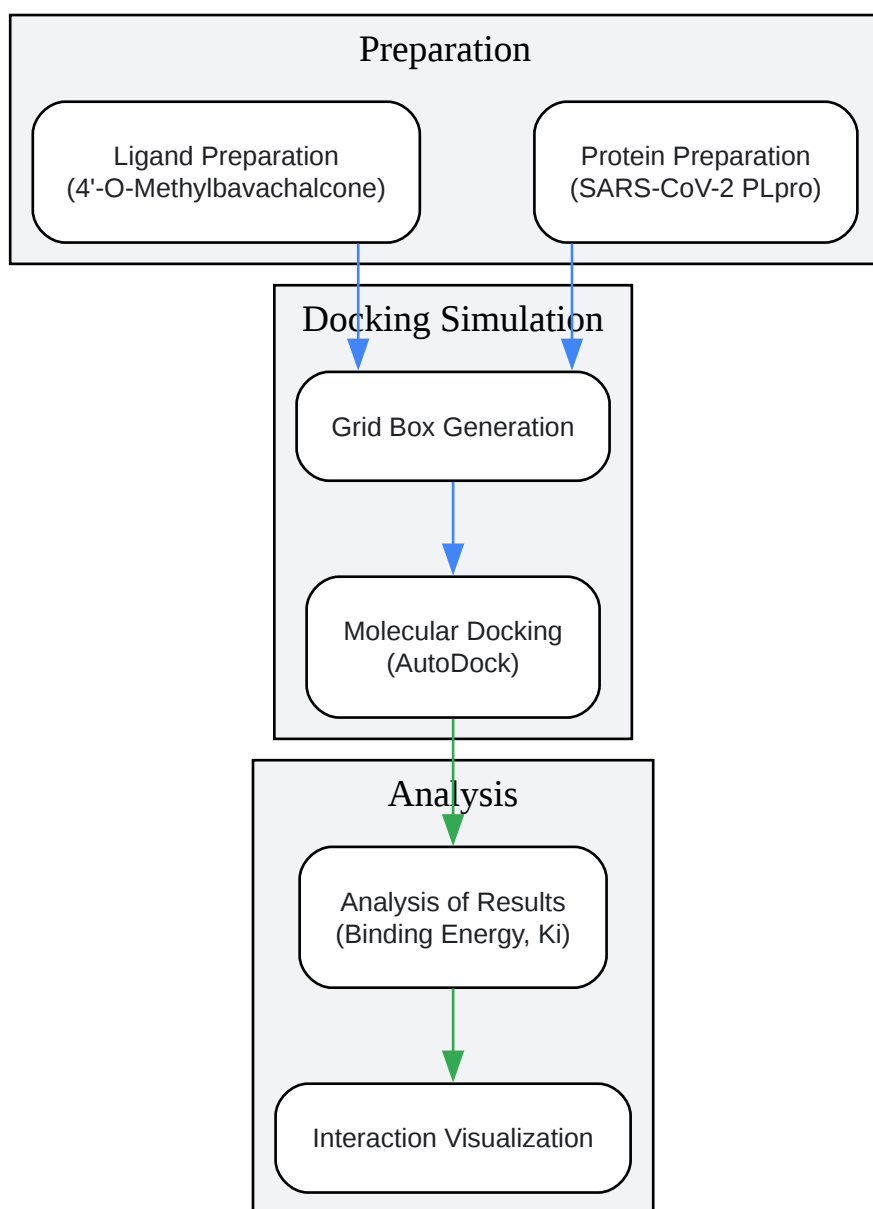 Preparation
Ligand Preparation
(4'-O-Methylbavachalcone)
Protein Preparation
(SARS-CoV-2 PLpro)
Docking Simulation
Grid Box Generation
Molecular Docking
(AutoDock)
Analysis
Analysis of Results
(Binding Energy, Ki)
Interaction Visualization